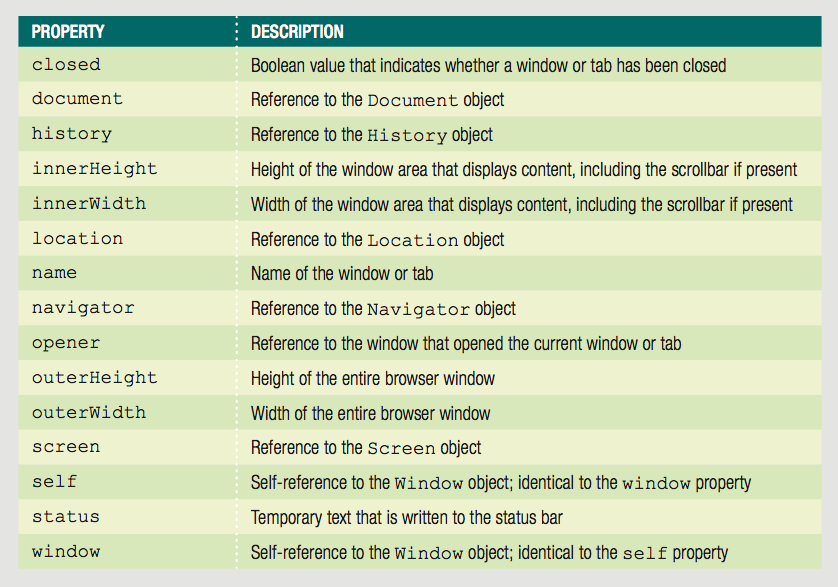 PROPERTY DESCRIPTION
closed Boolean value that indicates whether a window or tab has been closed
document Reference to the Document object
history Reference to the History object
innerHeight Height of the window area that displays content, including the scrollbar if present
innerWidth Width of the window area that displays content, including the scrollbar if present
location Reference to the Location object
name Name of the window or tab
navigator Reference to the Navigator object
opener Reference to the window that opened the current window or tab
outerHeight Height of the entire browser window
outerWidth Width of the entire browser window
screen Reference to the Screen object
self Self-reference to the Window object; identical to the window property
status Temporary text that is written to the status bar
window Self-reference to the Window object; identical to the self property